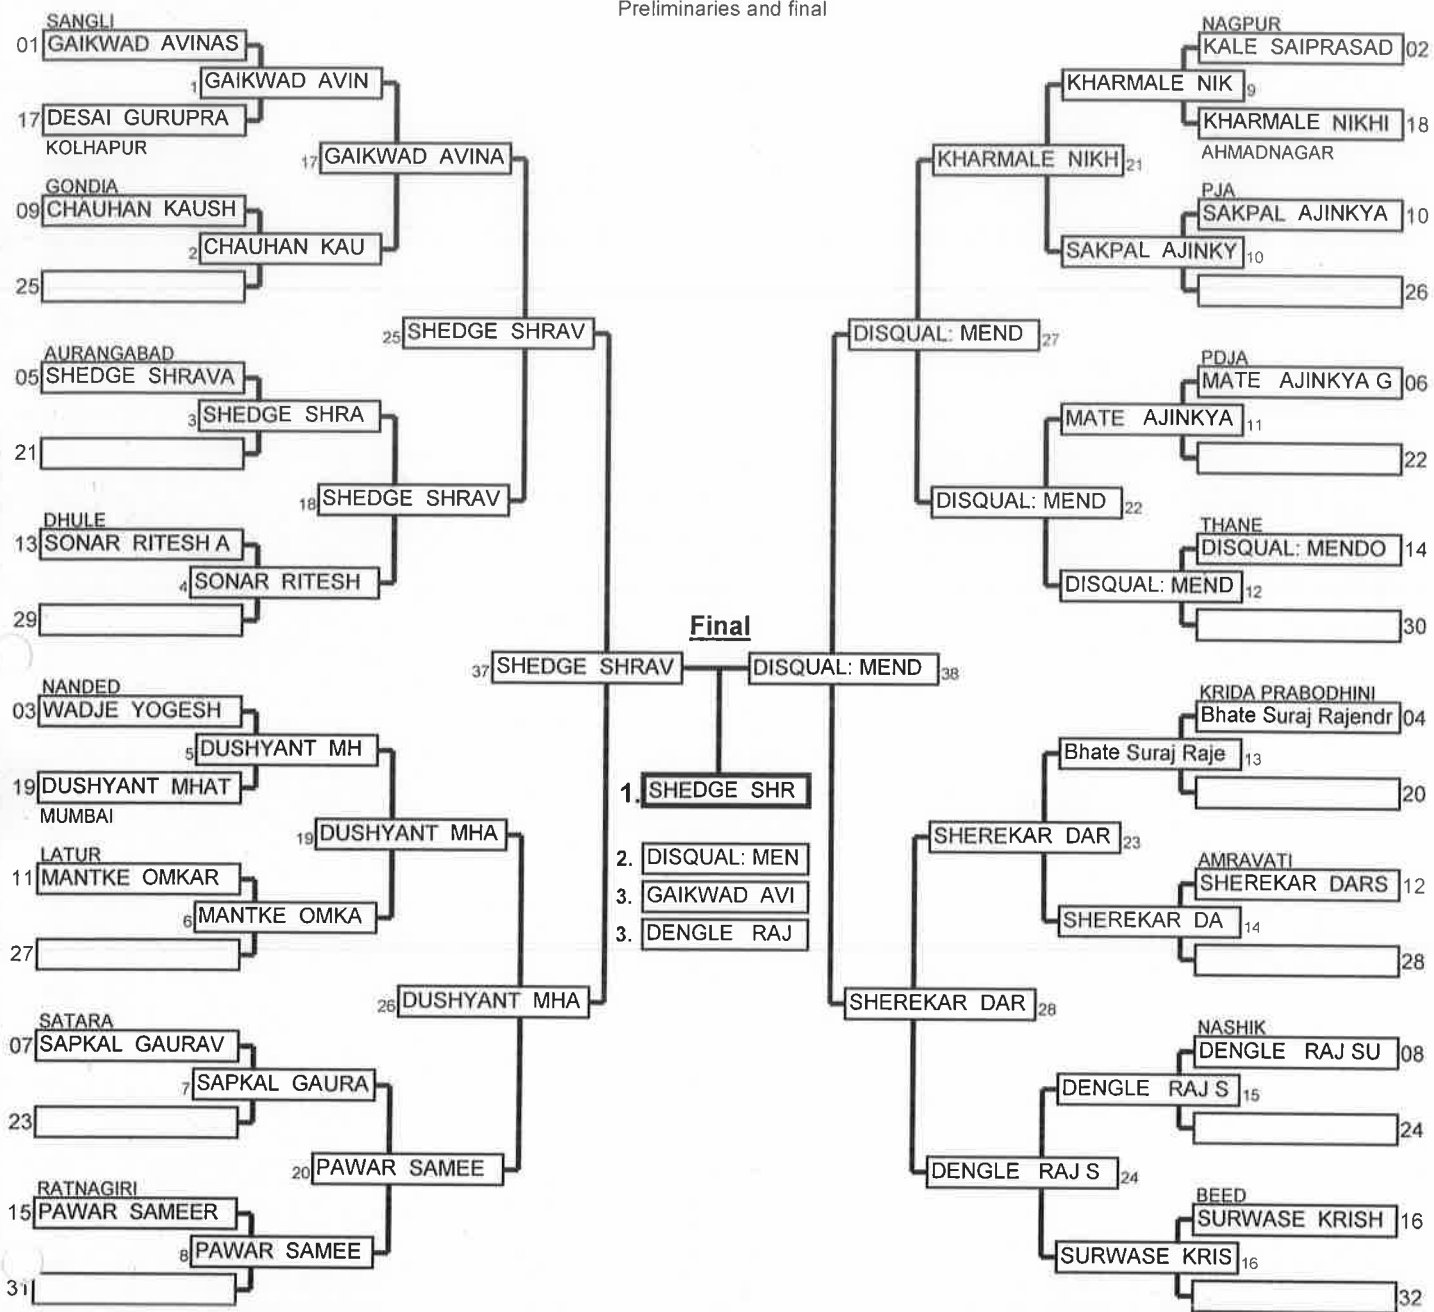 Preliminaries and final
SANGLI
01 GAIKWAD AVINAS
1 GAIKWAD AVIN
17 DESAI GURUPRA
KOLHAPUR
17 GAIKWAD AVINA
GONDIA
09 CHAUHAN KAUSH
2 CHAUHAN KAU
25
25 SHEDGE SHRAV
AURANGABAD
05 SHEDGE SHRAVA
3 SHEDGE SHRA
21
18 SHEDGE SHRAV
DHULE
13 SONAR RITESH A
4 SONAR RITESH
29
37 SHEDGE SHRAV
NANDED
03 WADJE YOGESH
5 DUSHYANT MH
19 DUSHYANT MHAT
MUMBAI
19 DUSHYANT MHA
LATUR
11 MANTKE OMKAR
6 MANTKE OMKA
27
26 DUSHYANT MHA
SATARA
07 SAPKAL GAURAV
7 SAPKAL GAURA
23
20 PAWAR SAMEE
RATNAGIRI
15 PAWAR SAMEER
8 PAWAR SAMEE
31
Final
1. SHEDGE SHR
2. DISQUAL: MEN
3. GAIKWAD AVI
3. DENGLE RAJ
NAGPUR
KALE SAIPRASAD 02
KHARMALE NIK 9
KHARMALE NIKHI 18
AHMADNAGAR
KHARMALE NIKH 21
PJA
SAKPAL AJINKYA 10
SAKPAL AJINKY 10
26
DISQUAL: MEND 27
PDJA
MATE AJINKYA G 06
MATE AJINKYA 11
22
DISQUAL: MEND 22
THANE
DISQUAL: MENDO 14
DISQUAL: MEND 12
30
DISQUAL: MEND 38
KRIDA PRABODHINI
Bhate Suraj Rajendr 04
Bhate Suraj Raje 13
20
SHEREKAR DAR 23
AMRAVATI
SHEREKAR DARS 12
SHEREKAR DA 14
28
SHEREKAR DAR 28
NASHIK
DENGLE RAJ SU 08
DENGLE RAJ S 15
24
DENGLE RAJ S 24
BEED
SURWASE KRISH 16
SURWASE KRIS 16
32